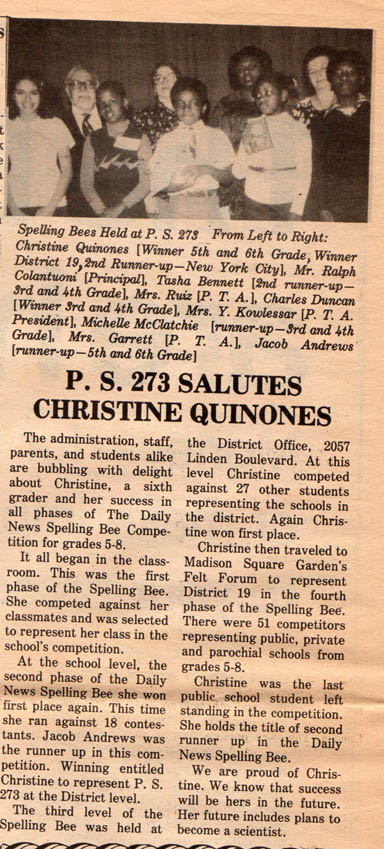 Spelling Bees Held at P. S. 273 From Left to Right:
Christine Quinones [Winner 5th and 6th Grade, Winner
District 19, 2nd Runner-up—New York City], Mr. Ralph
Colantuoni [Principal], Tasha Bennett [2nd runner-up—
3rd and 4th Grade], Mrs. Ruiz [P. T. A.], Charles Duncan
[Winner 3rd and 4th Grade], Mrs. Y. Kowlessar [P. T. A.
President], Michelle McClatchie [runner-up—3rd and 4th
Grade], Mrs. Garrett [P. T. A.], Jacob Andrews
[runner-up—5th and 6th Grade]
P. S. 273 SALUTES
CHRISTINE QUINONES
The administration, staff,
parents, and students alike
are bubbling with delight
about Christine, a sixth
grader and her success in
all phases of The Daily
News Spelling Bee Compe-
tition for grades 5-8.
It all began in the class-
room. This was the first
phase of the Spelling Bee.
She competed against her
classmates and was selected
to represent her class in the
school's competition.
At the school level, the
second phase of the Daily
News Spelling Bee she won
first place again. This time
she ran against 18 contes-
tants. Jacob Andrews was
the runner up in this com-
petition. Winning entitled
Christine to represent P. S.
273 at the District level.
The third level of the
Spelling Bee was held at
the District Office, 2057
Linden Boulevard. At this
level Christine competed
against 27 other students
representing the schools in
the district. Again Chris-
tine won first place.
Christine then traveled to
Madison Square Garden's
Felt Forum to represent
District 19 in the fourth
phase of the Spelling Bee.
There were 51 competitors
representing public, private
and parochial schools from
grades 5-8.
Christine was the last
public school student left
standing in the competition.
She holds the title of second
runner up in the Daily
News Spelling Bee.
We are proud of Chris-
tine. We know that success
will be hers in the future.
Her future includes plans to
become a scientist.